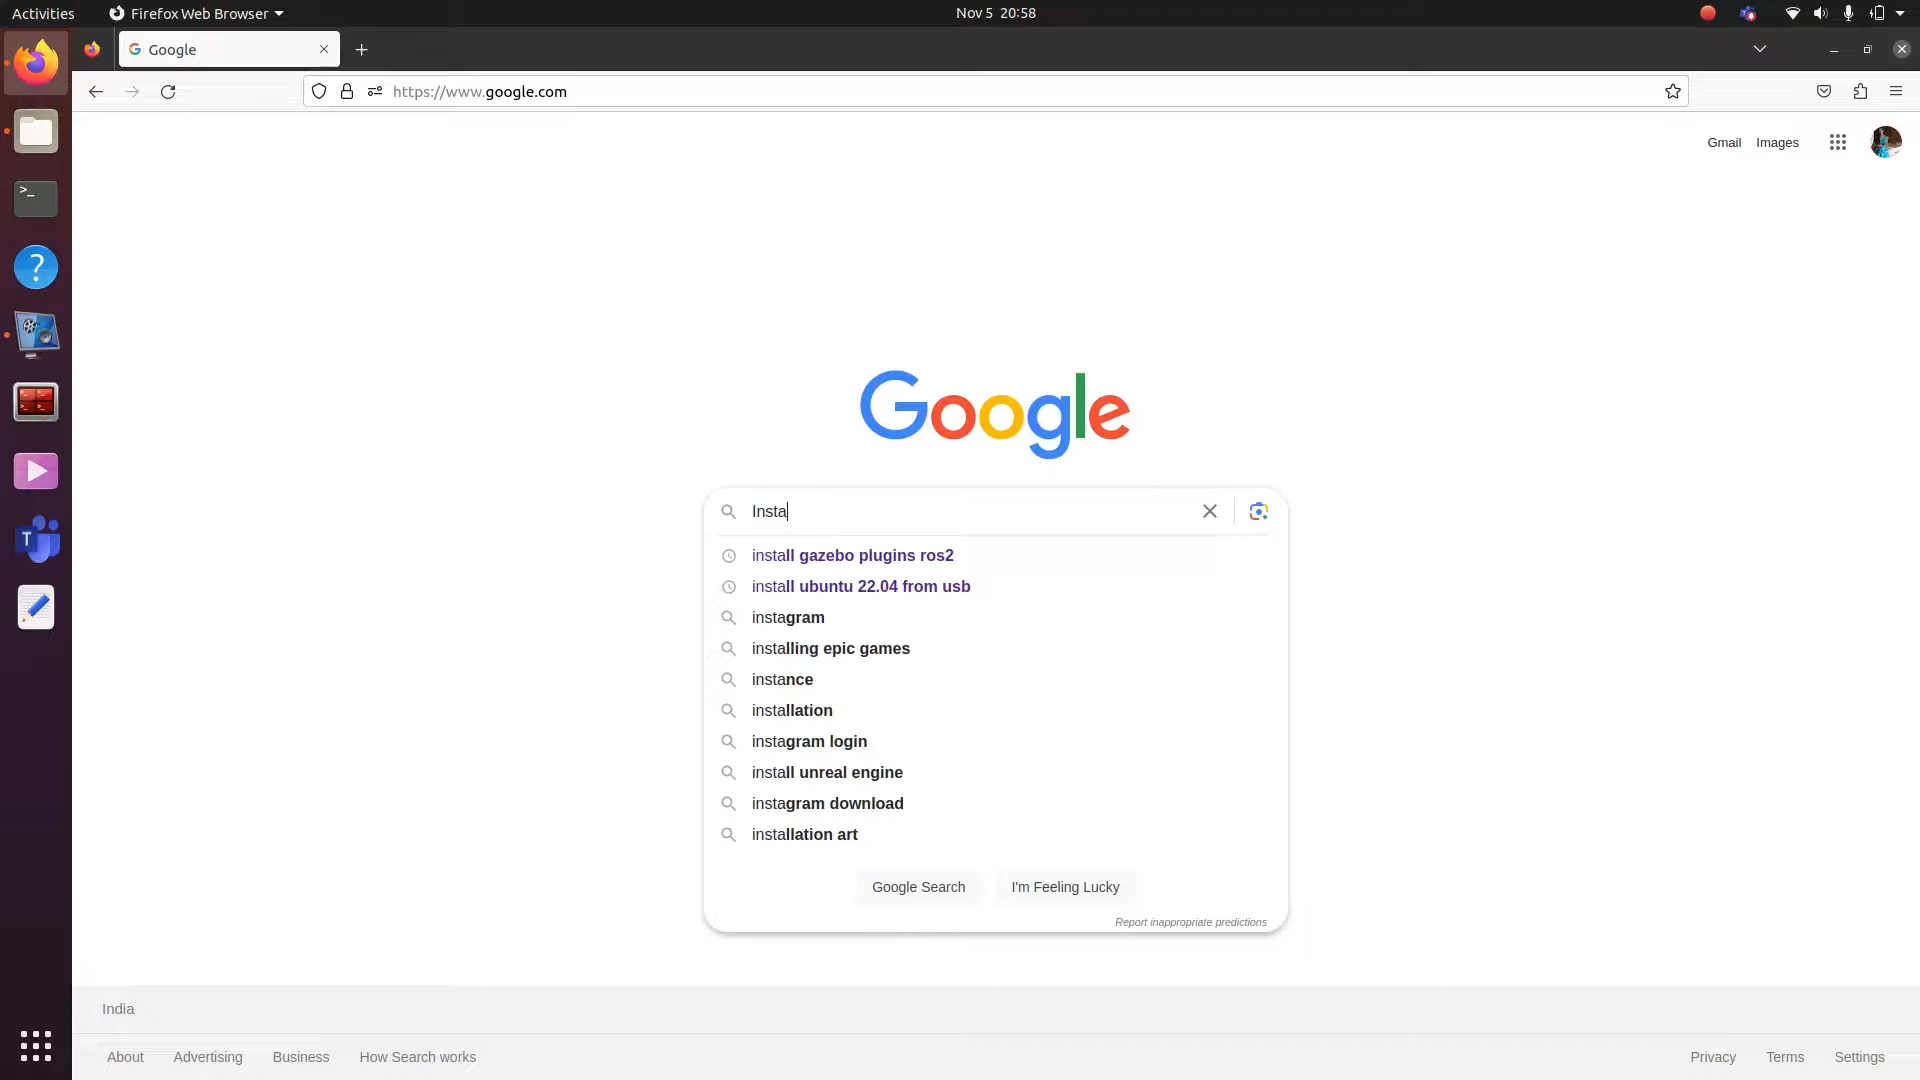 Activities
Firefox Web Browser
Nov 5 20:58
Google
https://www.google.com
Gmail
Images
Google
Insta
install gazebo plugins ros2
install ubuntu 22.04 from usb
instagram
installing epic games
instance
installation
instagram login
install unreal engine
instagram download
installation art
Google Search
I'm Feeling Lucky
Report inappropriate predictions
India
About
Advertising
Business
How Search works
Privacy
Terms
Settings